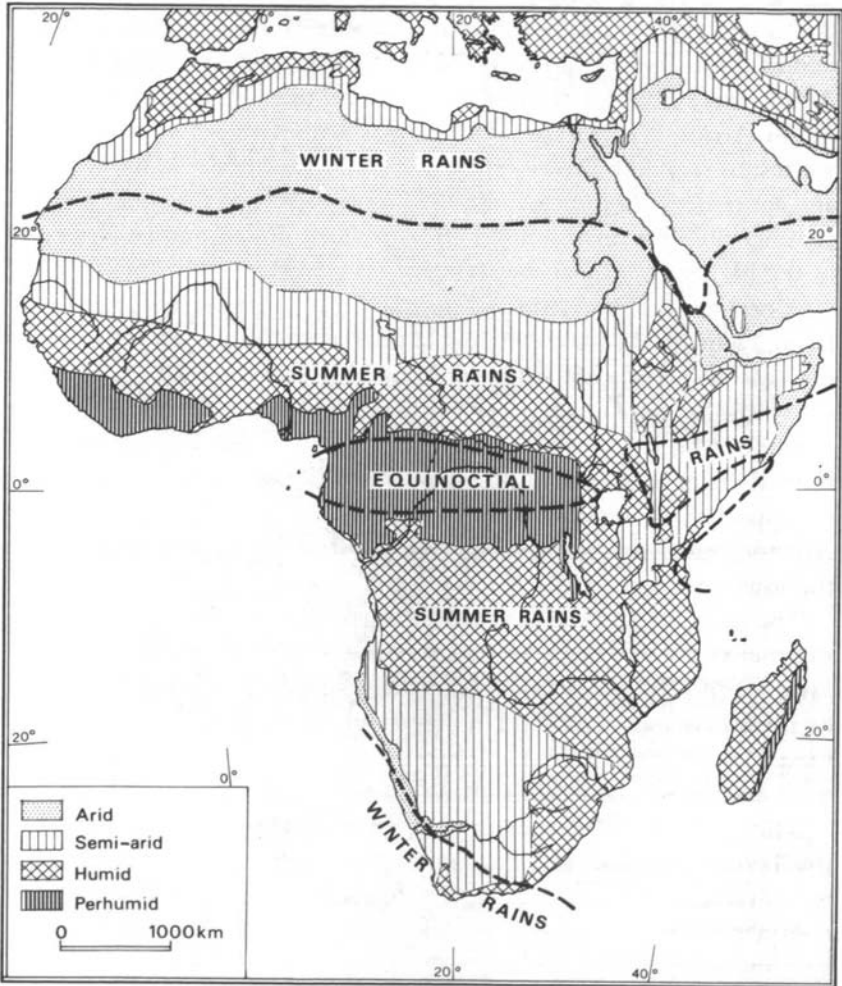 20° 0° 20° 40°
WINTER RAINS
20° 20°
SUMMER RAINS
RAINS
EQUINOCTIAL
0° 0°
SUMMER RAINS
20° 20°
0°
WINTER RAINS
Arid
Semi-arid
Humid
Perhumid
0 1000km
20° 40°